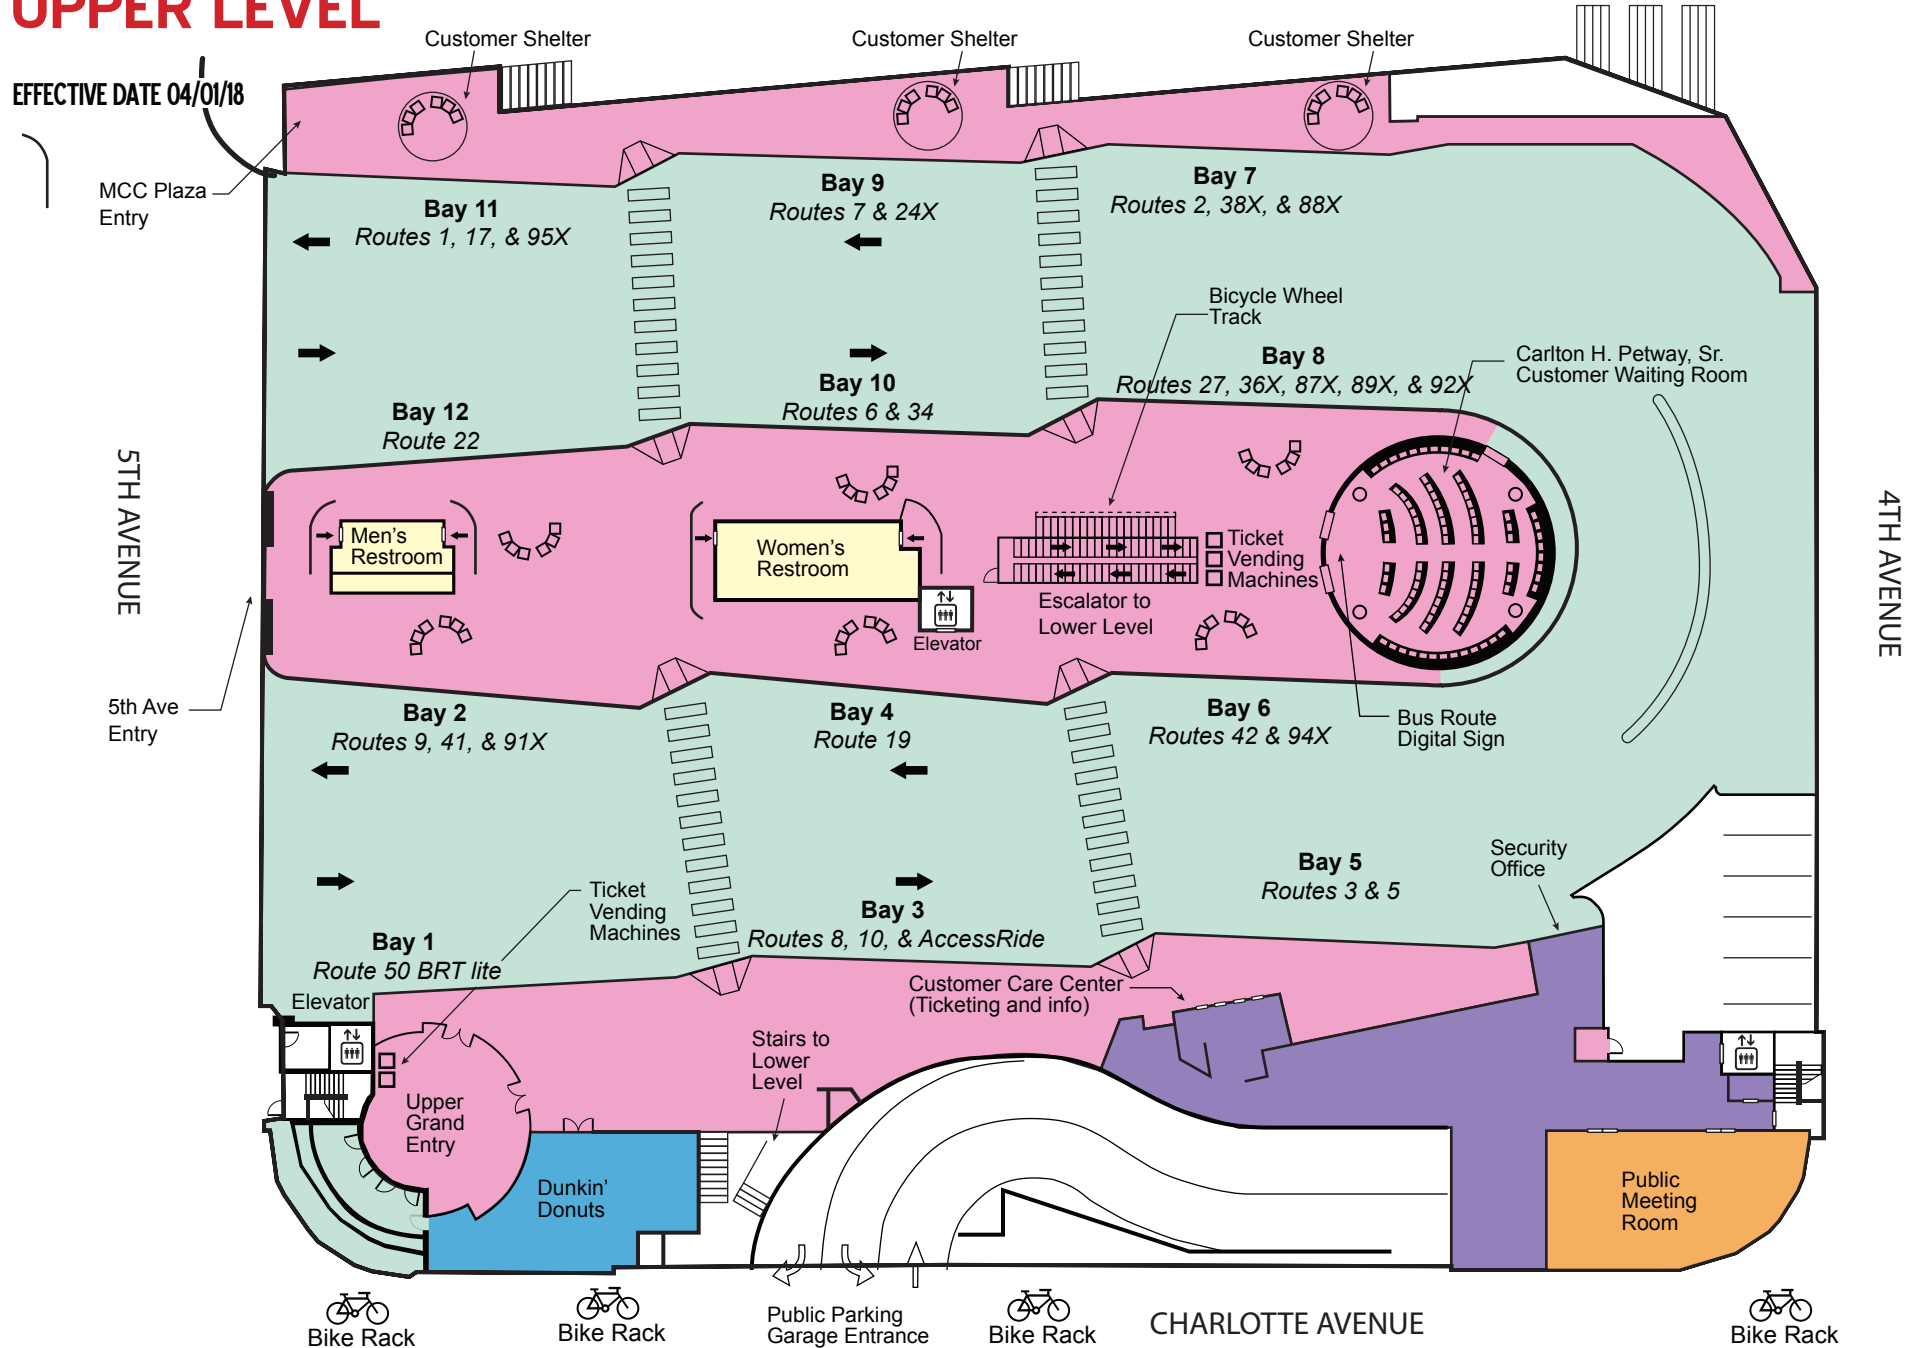 UPPER LEVEL
EFFECTIVE DATE 04/01/18
Customer Shelter
Customer Shelter
Customer Shelter
MCC Plaza
Entry
Bay 11
Routes 1, 17, & 95X
Bay 9
Routes 7 & 24X
Bay 7
Routes 2, 38X, & 88X
Bicycle Wheel
Track
Bay 12
Route 22
Bay 10
Routes 6 & 34
Bay 8
Routes 27, 36X, 87X, 89X, & 92X
Carlton H. Petway, Sr.
Customer Waiting Room
5TH AVENUE
4TH AVENUE
Men's
Restroom
Women's
Restroom
Elevator
Escalator to
Lower Level
Ticket
Vending
Machines
5th Ave
Entry
Bus Route
Digital Sign
Bay 2
Routes 9, 41, & 91X
Bay 4
Route 19
Bay 6
Routes 42 & 94X
Ticket
Vending
Machines
Bay 1
Route 50 BRT lite
Bay 3
Routes 8, 10, & AccessRide
Bay 5
Routes 3 & 5
Security
Office
Elevator
Customer Care Center
(Ticketing and info)
Stairs to
Lower
Level
Upper
Grand
Entry
Dunkin'
Donuts
Public
Meeting
Room
Bike Rack
Bike Rack
Public Parking
Garage Entrance
Bike Rack
CHARLOTTE AVENUE
Bike Rack